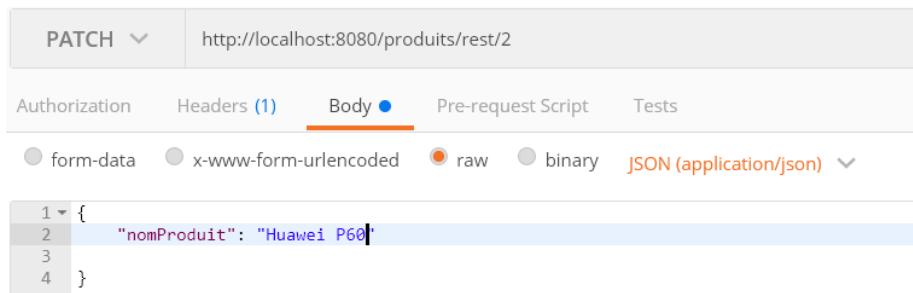 PATCH http://localhost:8080/produits/rest/2
Authorization Headers (1) Body Pre-request Script Tests
form-data x-www-form-urlencoded raw binary JSON (application/json)
1 {
2 "nomProduit": "Huawei P60"
3
4 }